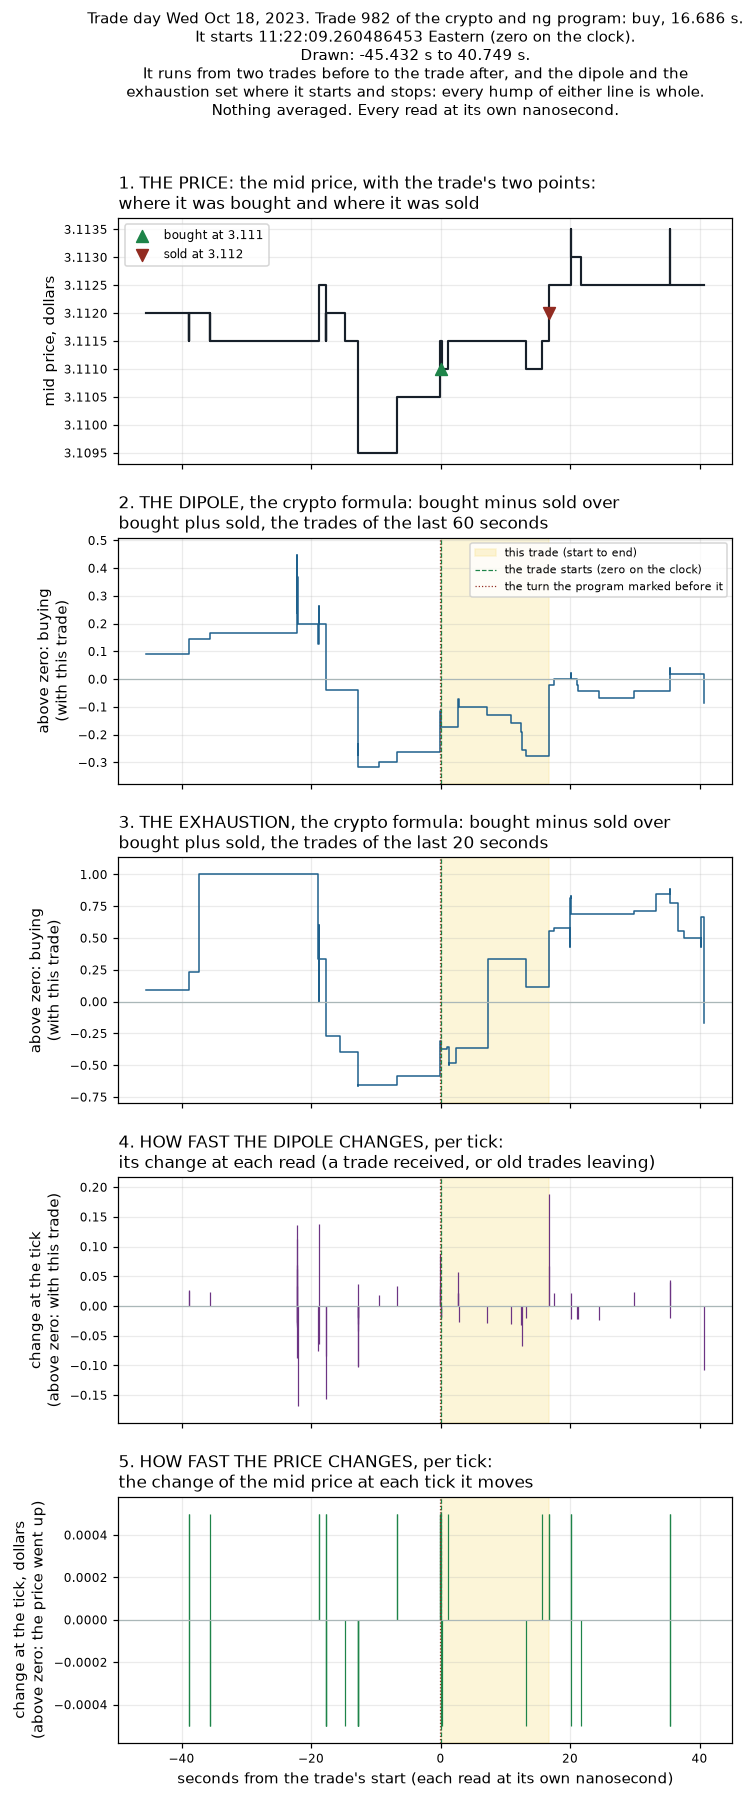 Trade day Wed Oct 18, 2023. Trade 982 of the crypto and ng program: buy, 16.686 s.
It starts 11:22:09.260486453 Eastern (zero on the clock).
Drawn: -45.432 s to 40.749 s.
It runs from two trades before to the trade after, and the dipole and the
exhaustion set where it starts and stops: every hump of either line is whole.
Nothing averaged. Every read at its own nanosecond.
1. THE PRICE: the mid price, with the trade's two points:
where it was bought and where it was sold
mid price, dollars
3.1135
3.1130
3.1125
3.1120
3.1115
3.1110
3.1105
3.1100
3.1095
bought at 3.111
sold at 3.112
2. THE DIPOLE, the crypto formula: bought minus sold over
bought plus sold, the trades of the last 60 seconds
above zero: buying
(with this trade)
0.5
0.4
0.3
0.2
0.1
0.0
−0.1
−0.2
−0.3
this trade (start to end)
the trade starts (zero on the clock)
the turn the program marked before it
3. THE EXHAUSTION, the crypto formula: bought minus sold over
bought plus sold, the trades of the last 20 seconds
above zero: buying
(with this trade)
1.00
0.75
0.50
0.25
0.00
−0.25
−0.50
−0.75
4. HOW FAST THE DIPOLE CHANGES, per tick:
its change at each read (a trade received, or old trades leaving)
change at the tick
(above zero: with this trade)
0.20
0.15
0.10
0.05
0.00
−0.05
−0.10
−0.15
5. HOW FAST THE PRICE CHANGES, per tick:
the change of the mid price at each tick it moves
change at the tick, dollars
(above zero: the price went up)
0.0004
0.0002
0.0000
−0.0002
−0.0004
−40
−20
0
20
40
seconds from the trade's start (each read at its own nanosecond)